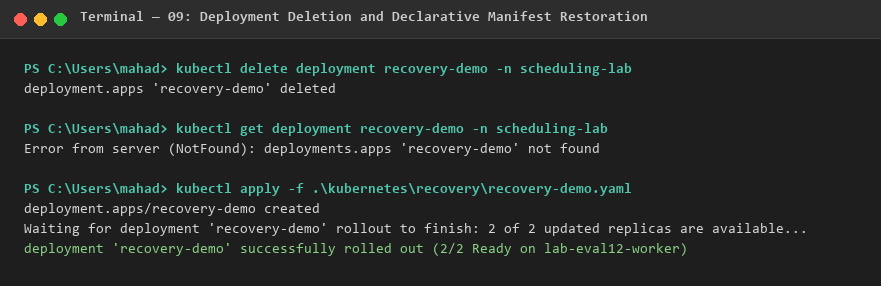 Terminal — 09: Deployment Deletion and Declarative Manifest Restoration
PS C:\Users\mahad> kubectl delete deployment recovery-demo -n scheduling-lab
deployment.apps 'recovery-demo' deleted
PS C:\Users\mahad> kubectl get deployment recovery-demo -n scheduling-lab
Error from server (NotFound): deployments.apps 'recovery-demo' not found
PS C:\Users\mahad> kubectl apply -f .\kubernetes\recovery\recovery-demo.yaml
deployment.apps/recovery-demo created
Waiting for deployment 'recovery-demo' rollout to finish: 2 of 2 updated replicas are available...
deployment 'recovery-demo' successfully rolled out (2/2 Ready on lab-eval12-worker)